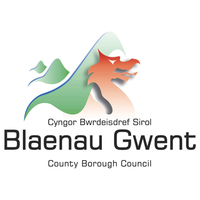 Cyngor Bwrdeisdref Sirol
Blaenau Gwent
County Borough Council